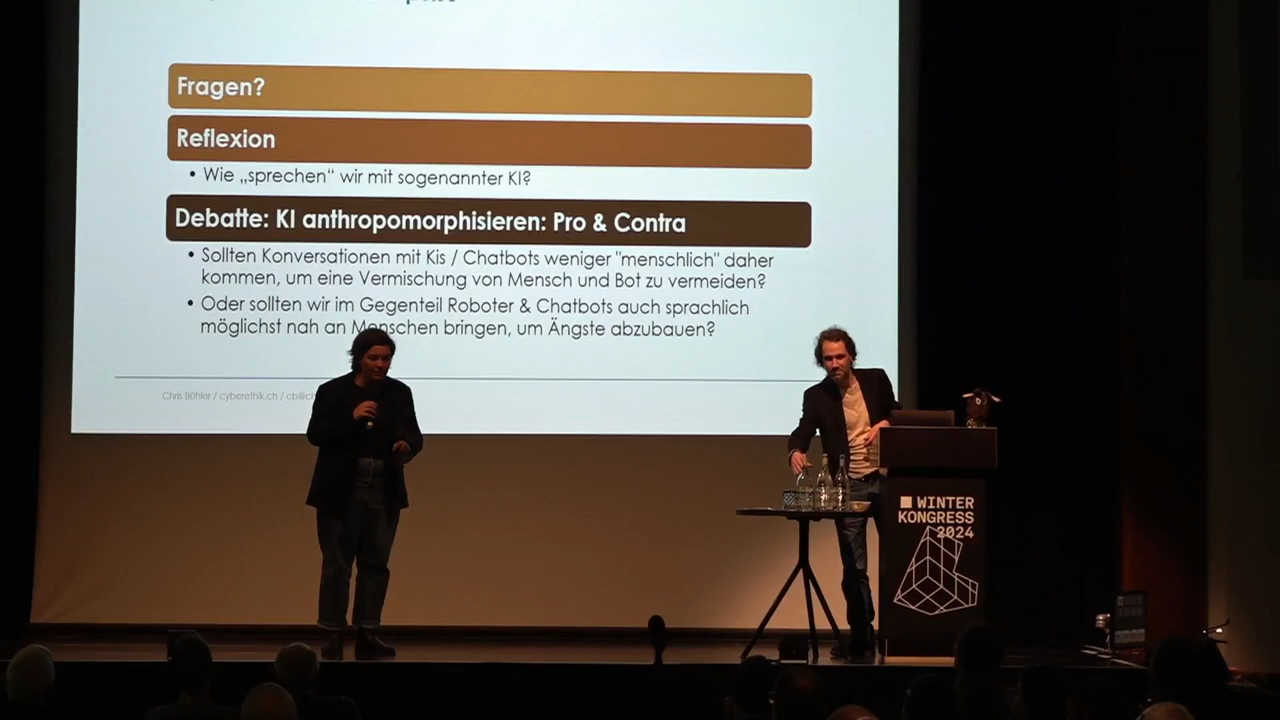 Fragen?
Reflexion
• Wie „sprechen“ wir mit sogenannter KI?
Debatte: KI anthropomorphisieren: Pro & Contra
• Sollten Konversationen mit Kis / Chatbots weniger "menschlich" daher
kommen, um eine Vermischung von Mensch und Bot zu vermeiden?
• Oder sollten wir im Gegenteil Roboter & Chatbots auch sprachlich
möglichst nah an Menschen bringen, um Ängste abzubauen?
Chris Bühler / cyberethik.ch /
WINTER
KONGRESS
2024